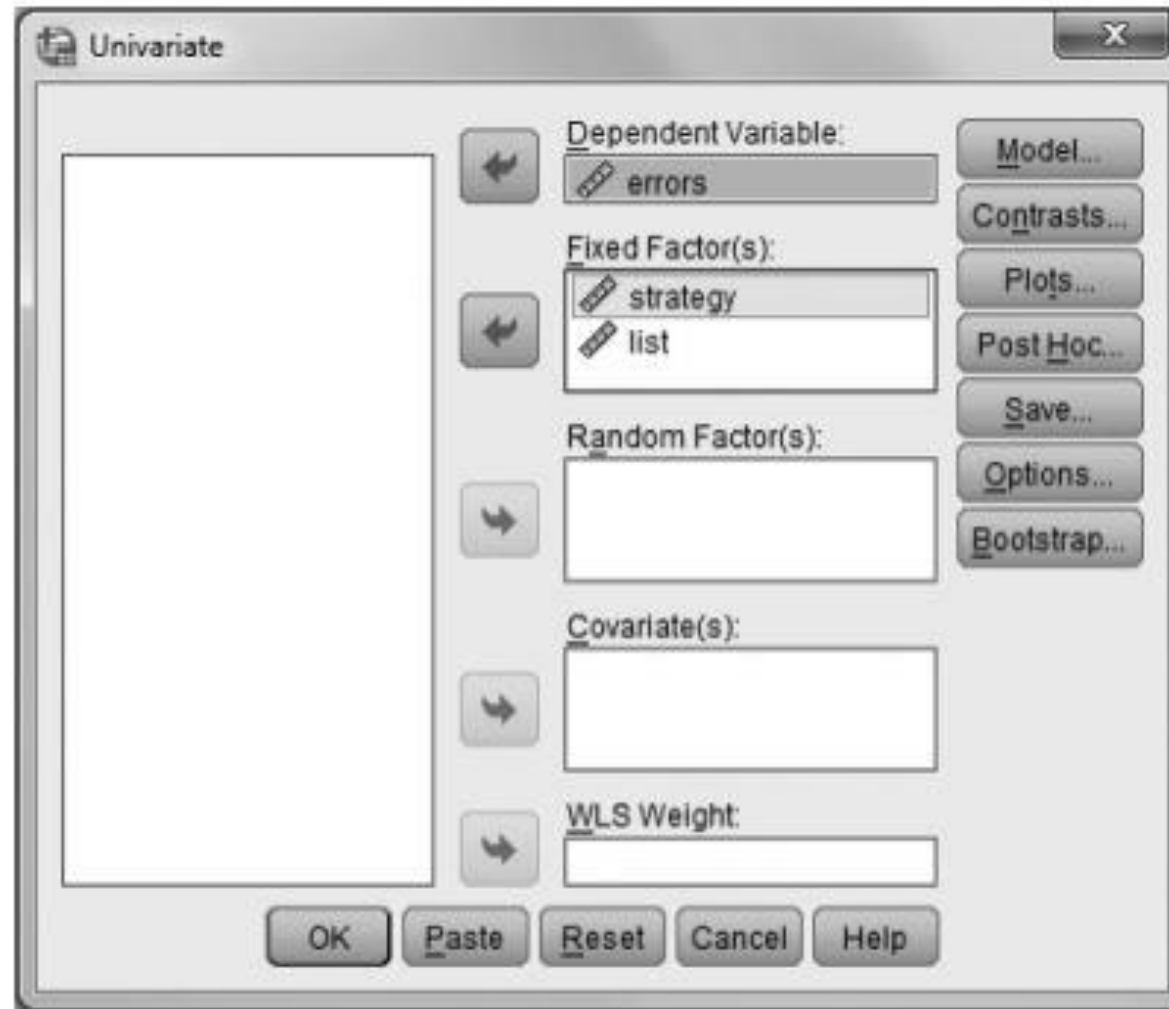 Univariate
Dependent Variable:
errors
Fixed Factor(s):
strategy
list
Random Factor(s):
Covariate(s):
WLS Weight:
Model...
Contrasts...
Plots...
Post Hoc...
Save...
Options...
Bootstrap...
OK
Paste
Reset
Cancel
Help